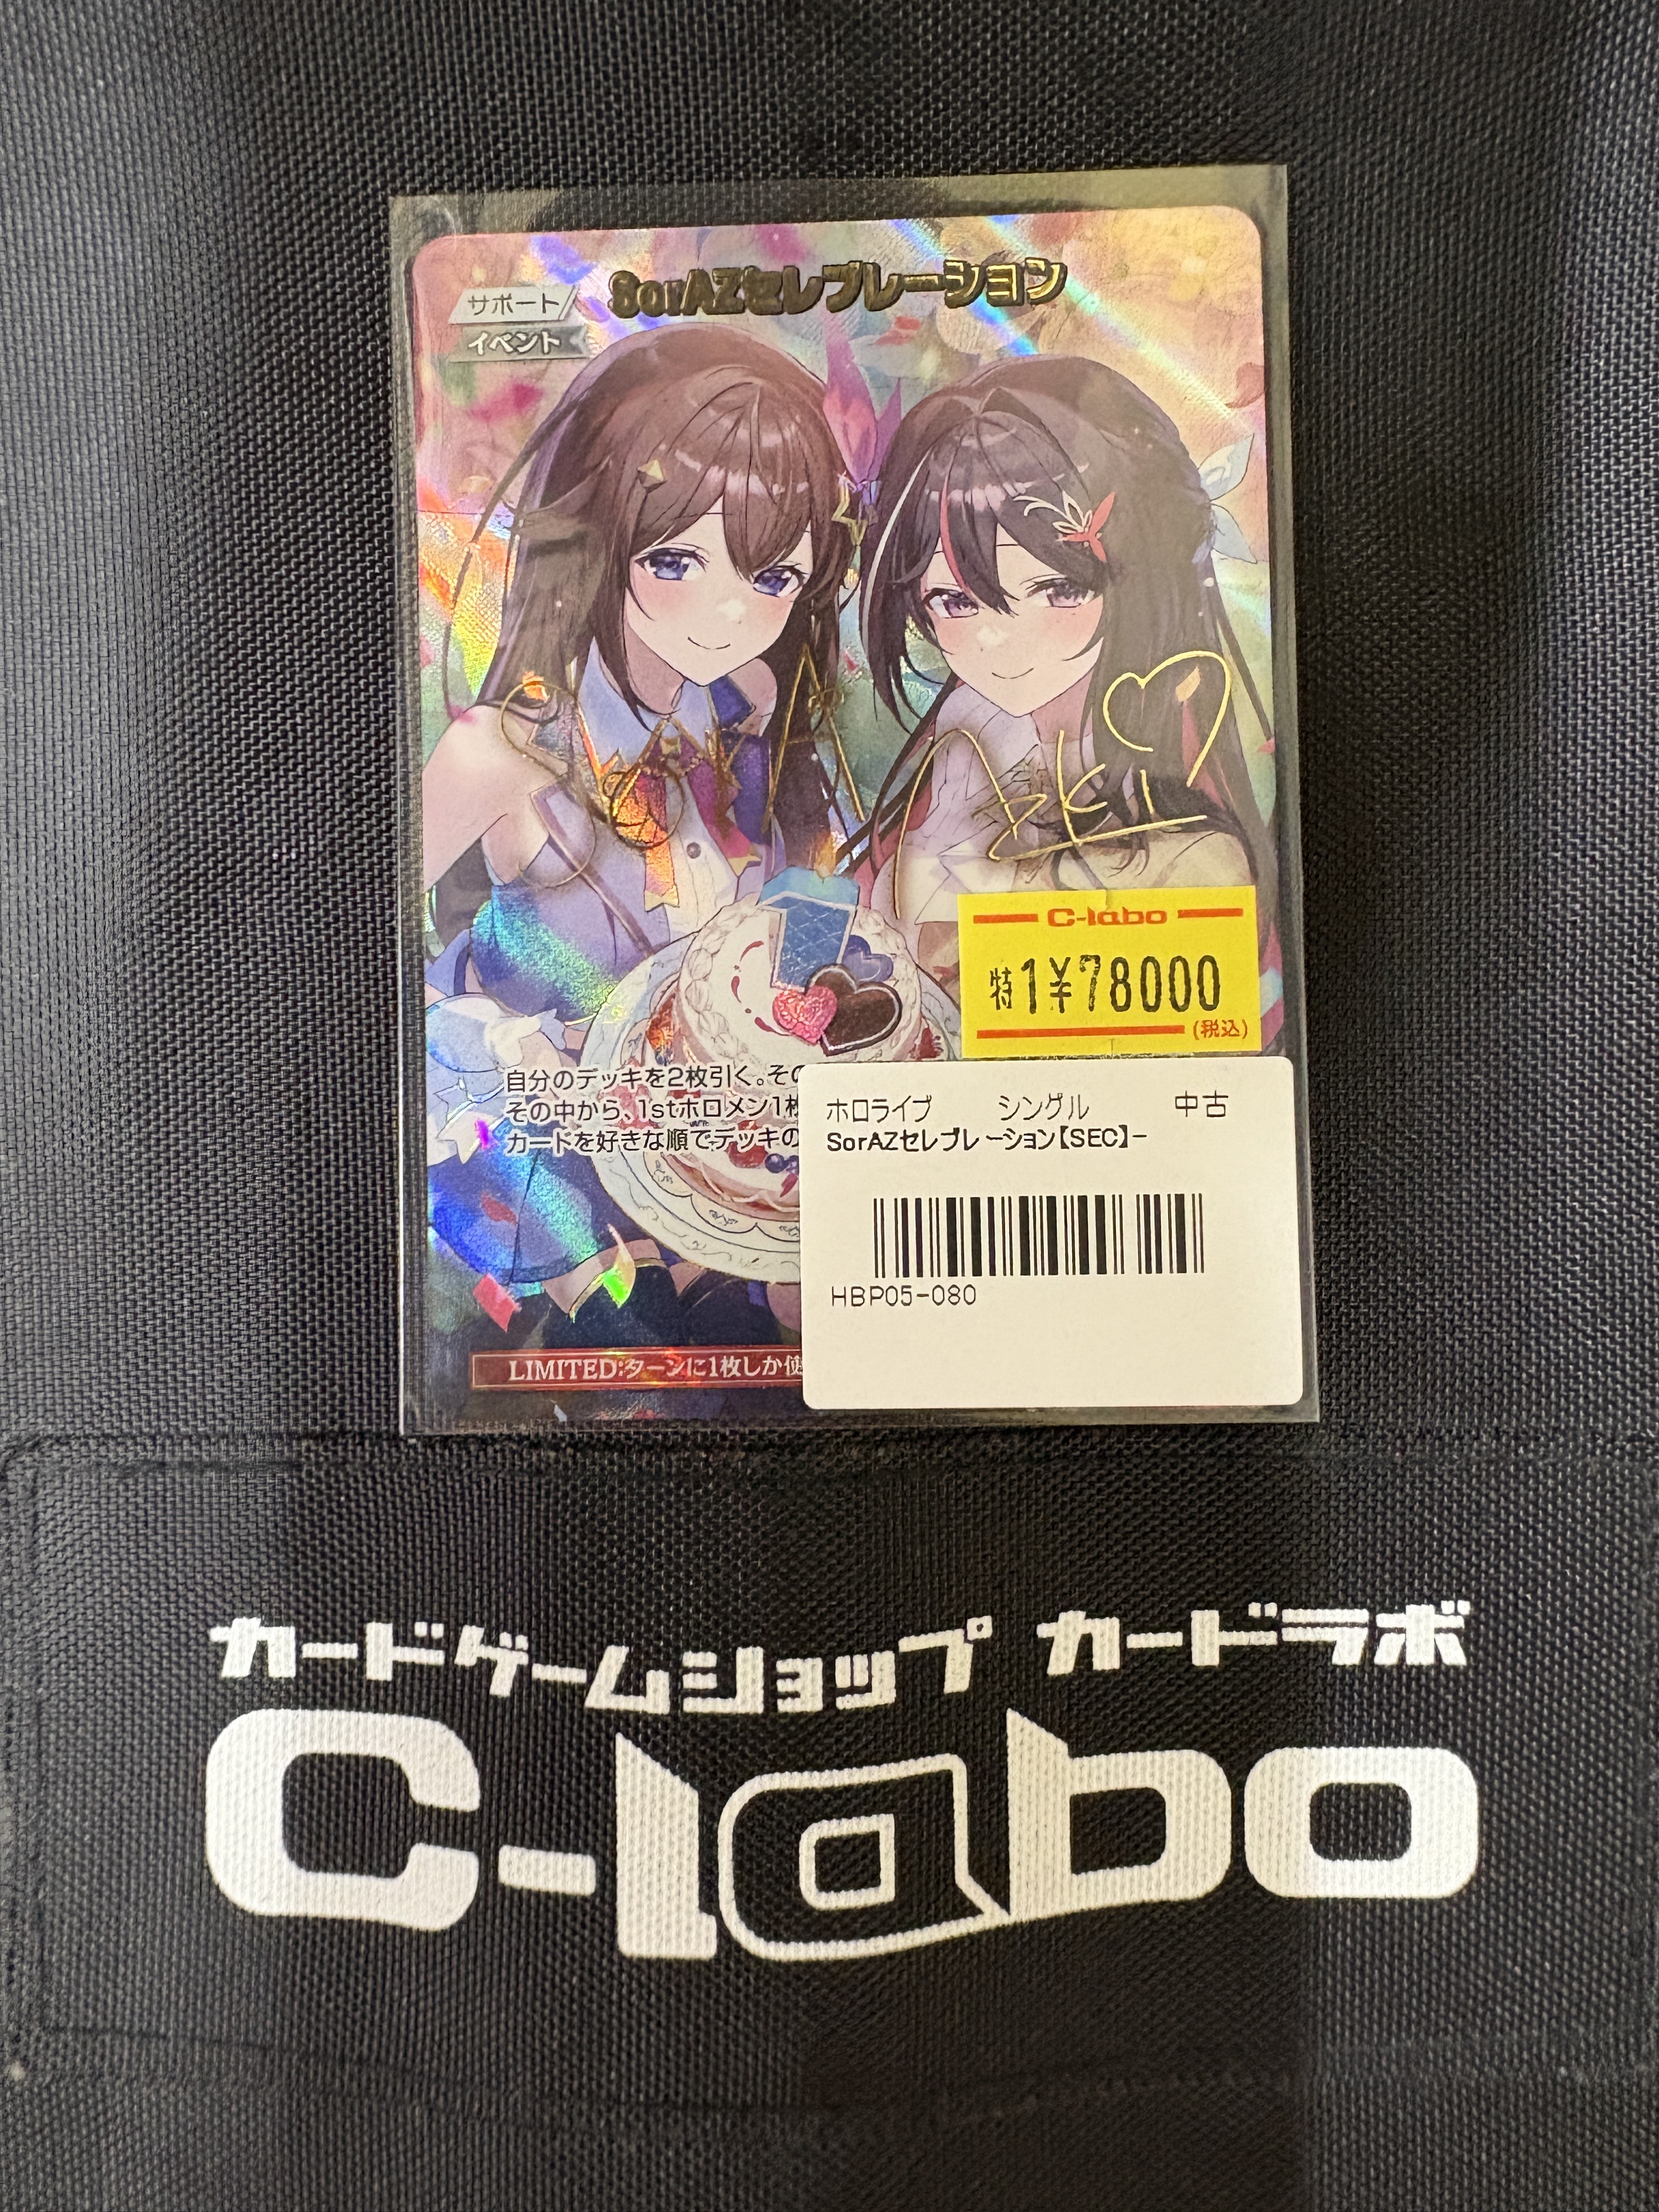 SorAZセレブレーション
サポート
イベント
Azki
C-labo
特1¥78000
(税込)
自分のデッキを2枚引く。その
その中から、1stホロメン1枚
カードを好きな順でデッキの
ホロライブ シングル 中古
SorAZセレブレーション【SEC】-
HBP05-080
LIMITED:ターンに1枚しか使
カードゲームショップ カードラボ
C-labo